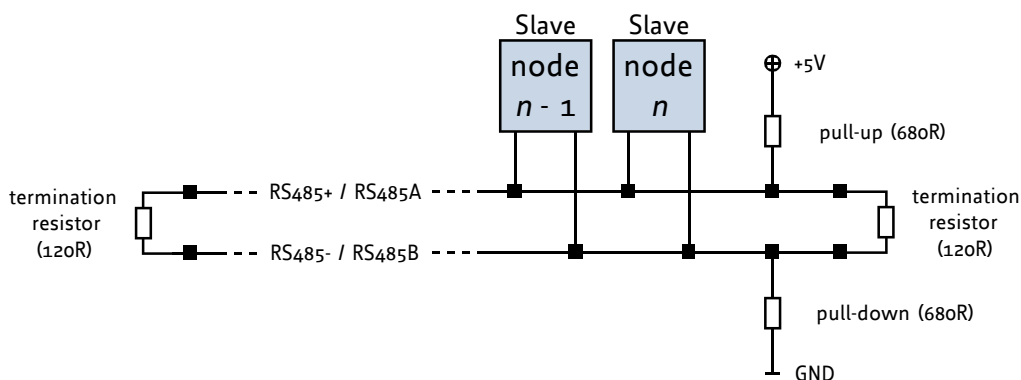 Slave
Slave
node
n - 1
node
n
+5V
pull-up (680R)
termination
resistor
(120R)
RS485+ / RS485A
RS485- / RS485B
termination
resistor
(120R)
pull-down (680R)
GND